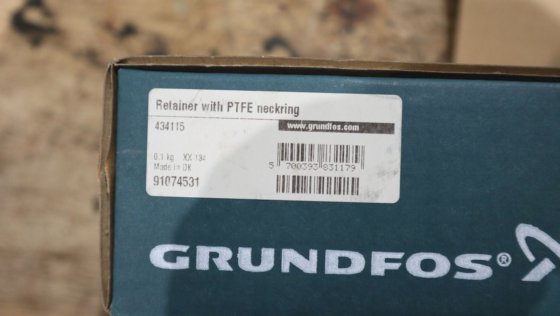 Retainer with PTFE neckring
434115
www.grundfos.com
0.1 kg
Made in DK
5 700393 831179
91074531
GRUNDFOS®